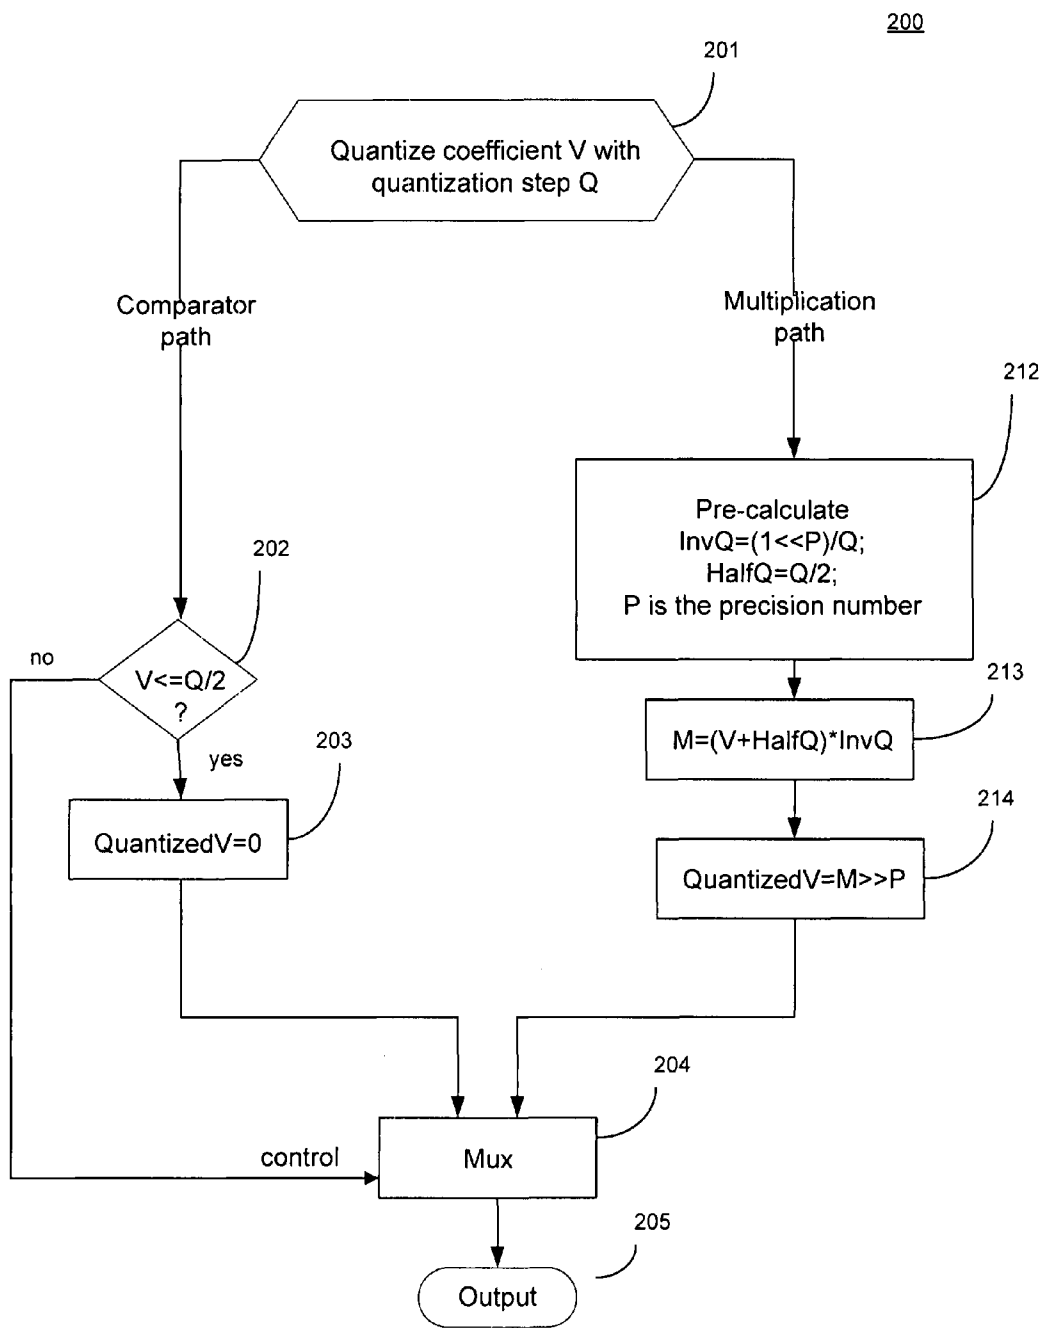 200
201
Quantize coefficient V with
quantization step Q
Comparator
path
Multiplication
path
212
Pre-calculate
InvQ=(1<<P)/Q;
HalfQ=Q/2;
P is the precision number
202
no
V<=Q/2
?
yes
213
M=(V+HalfQ)*InvQ
203
QuantizedV=0
214
QuantizedV=M>>P
204
control
Mux
205
Output